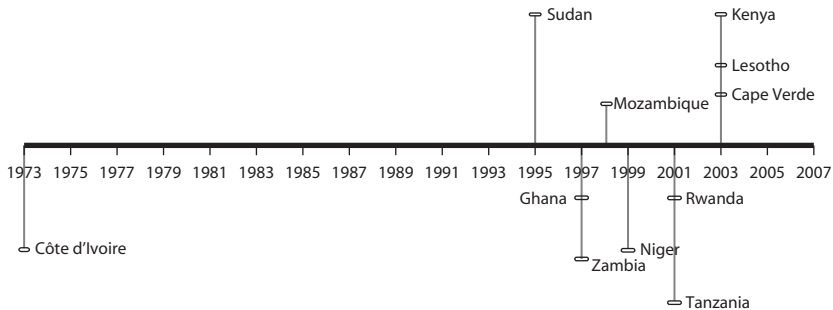 Sudan
Kenya
Lesotho
Cape Verde
Mozambique
1973 1975 1977 1979 1981 1983 1985 1987 1989 1991 1993 1995 1997 1999 2001 2003 2005 2007
Ghana
Rwanda
Côte d’Ivoire
Niger
Zambia
Tanzania